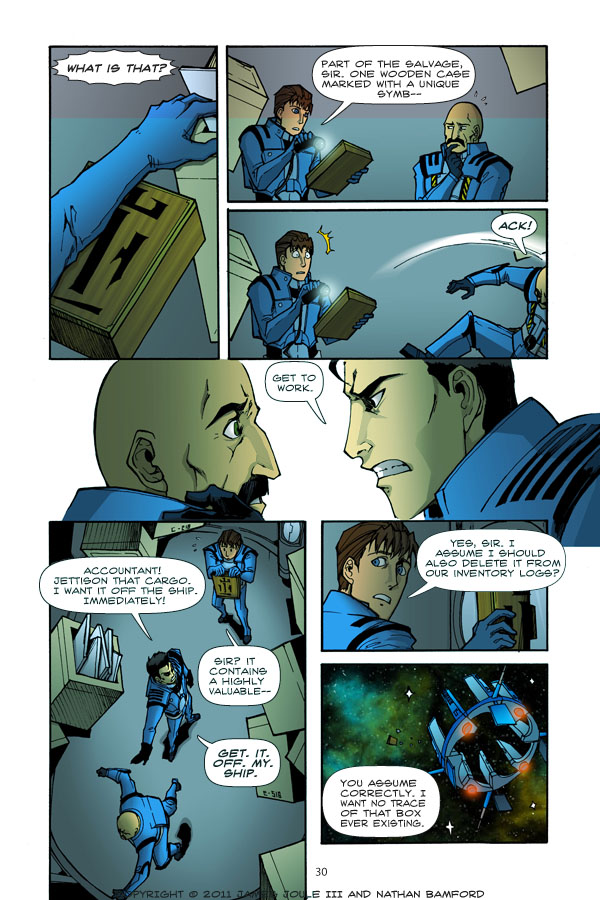 WHAT IS THAT?
PART OF THE SALVAGE,
SIR. ONE WOODEN CASE
MARKED WITH A UNIQUE
SYMB--
ACK!
GET TO
WORK.
ACCOUNTANT!
JETTISON THAT CARGO.
I WANT IT OFF THE SHIP.
IMMEDIATELY!
SIR? IT
CONTAINS
A HIGHLY
VALUABLE--
GET. IT.
OFF. MY.
SHIP.
E-518
YES, SIR. I
ASSUME I SHOULD
ALSO DELETE IT FROM
OUR INVENTORY LOGS?
YOU ASSUME
CORRECTLY. I
WANT NO TRACE
OF THAT BOX
EVER EXISTING.
30
COPYRIGHT © 2011 JAMES JOULE III AND NATHAN BAMFORD